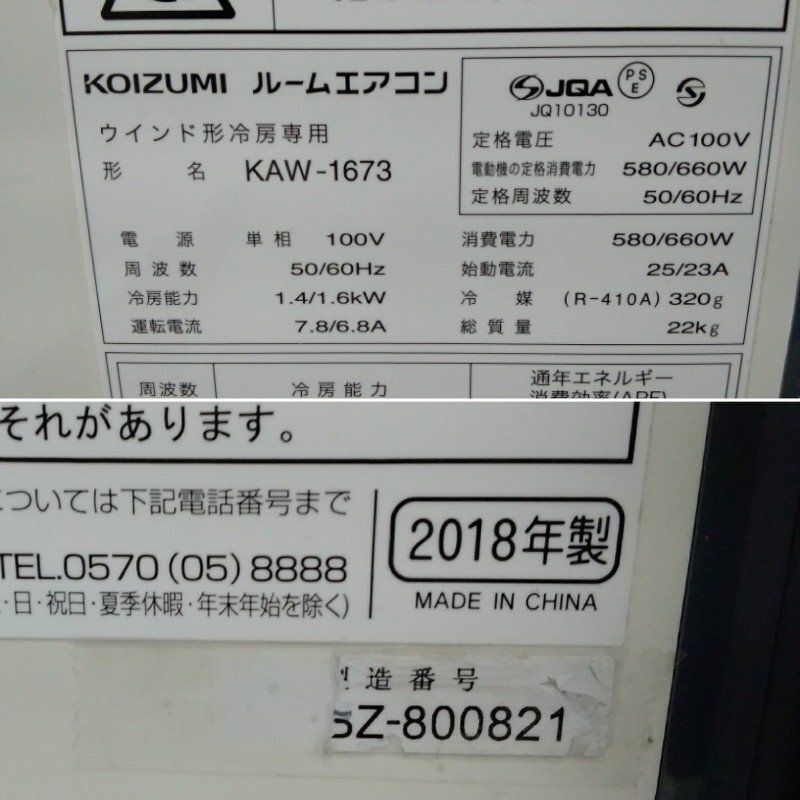 KOIZUMI ルームエアコン
ウインド形冷房専用
形 名 KAW-1673
電 源 単相 100V
周波数 50/60Hz
冷房能力 1.4/1.6kW
運転電流 7.8/6.8A
JQA PSE
JQ10130
定格電圧 AC100V
電動機の定格消費電力 580/660W
定格周波数 50/60Hz
消費電力 580/660W
始動電流 25/23A
冷 媒 (R-410A) 320g
総質量 22kg
周波数 冷房能力 通年エネルギー
消費効率(APF)
それがあります。
については下記電話番号まで
TEL.0570(05)8888
・日・祝日・夏季休暇・年末年始を除く)
2018年製
MADE IN CHINA
造番号
SZ-800821